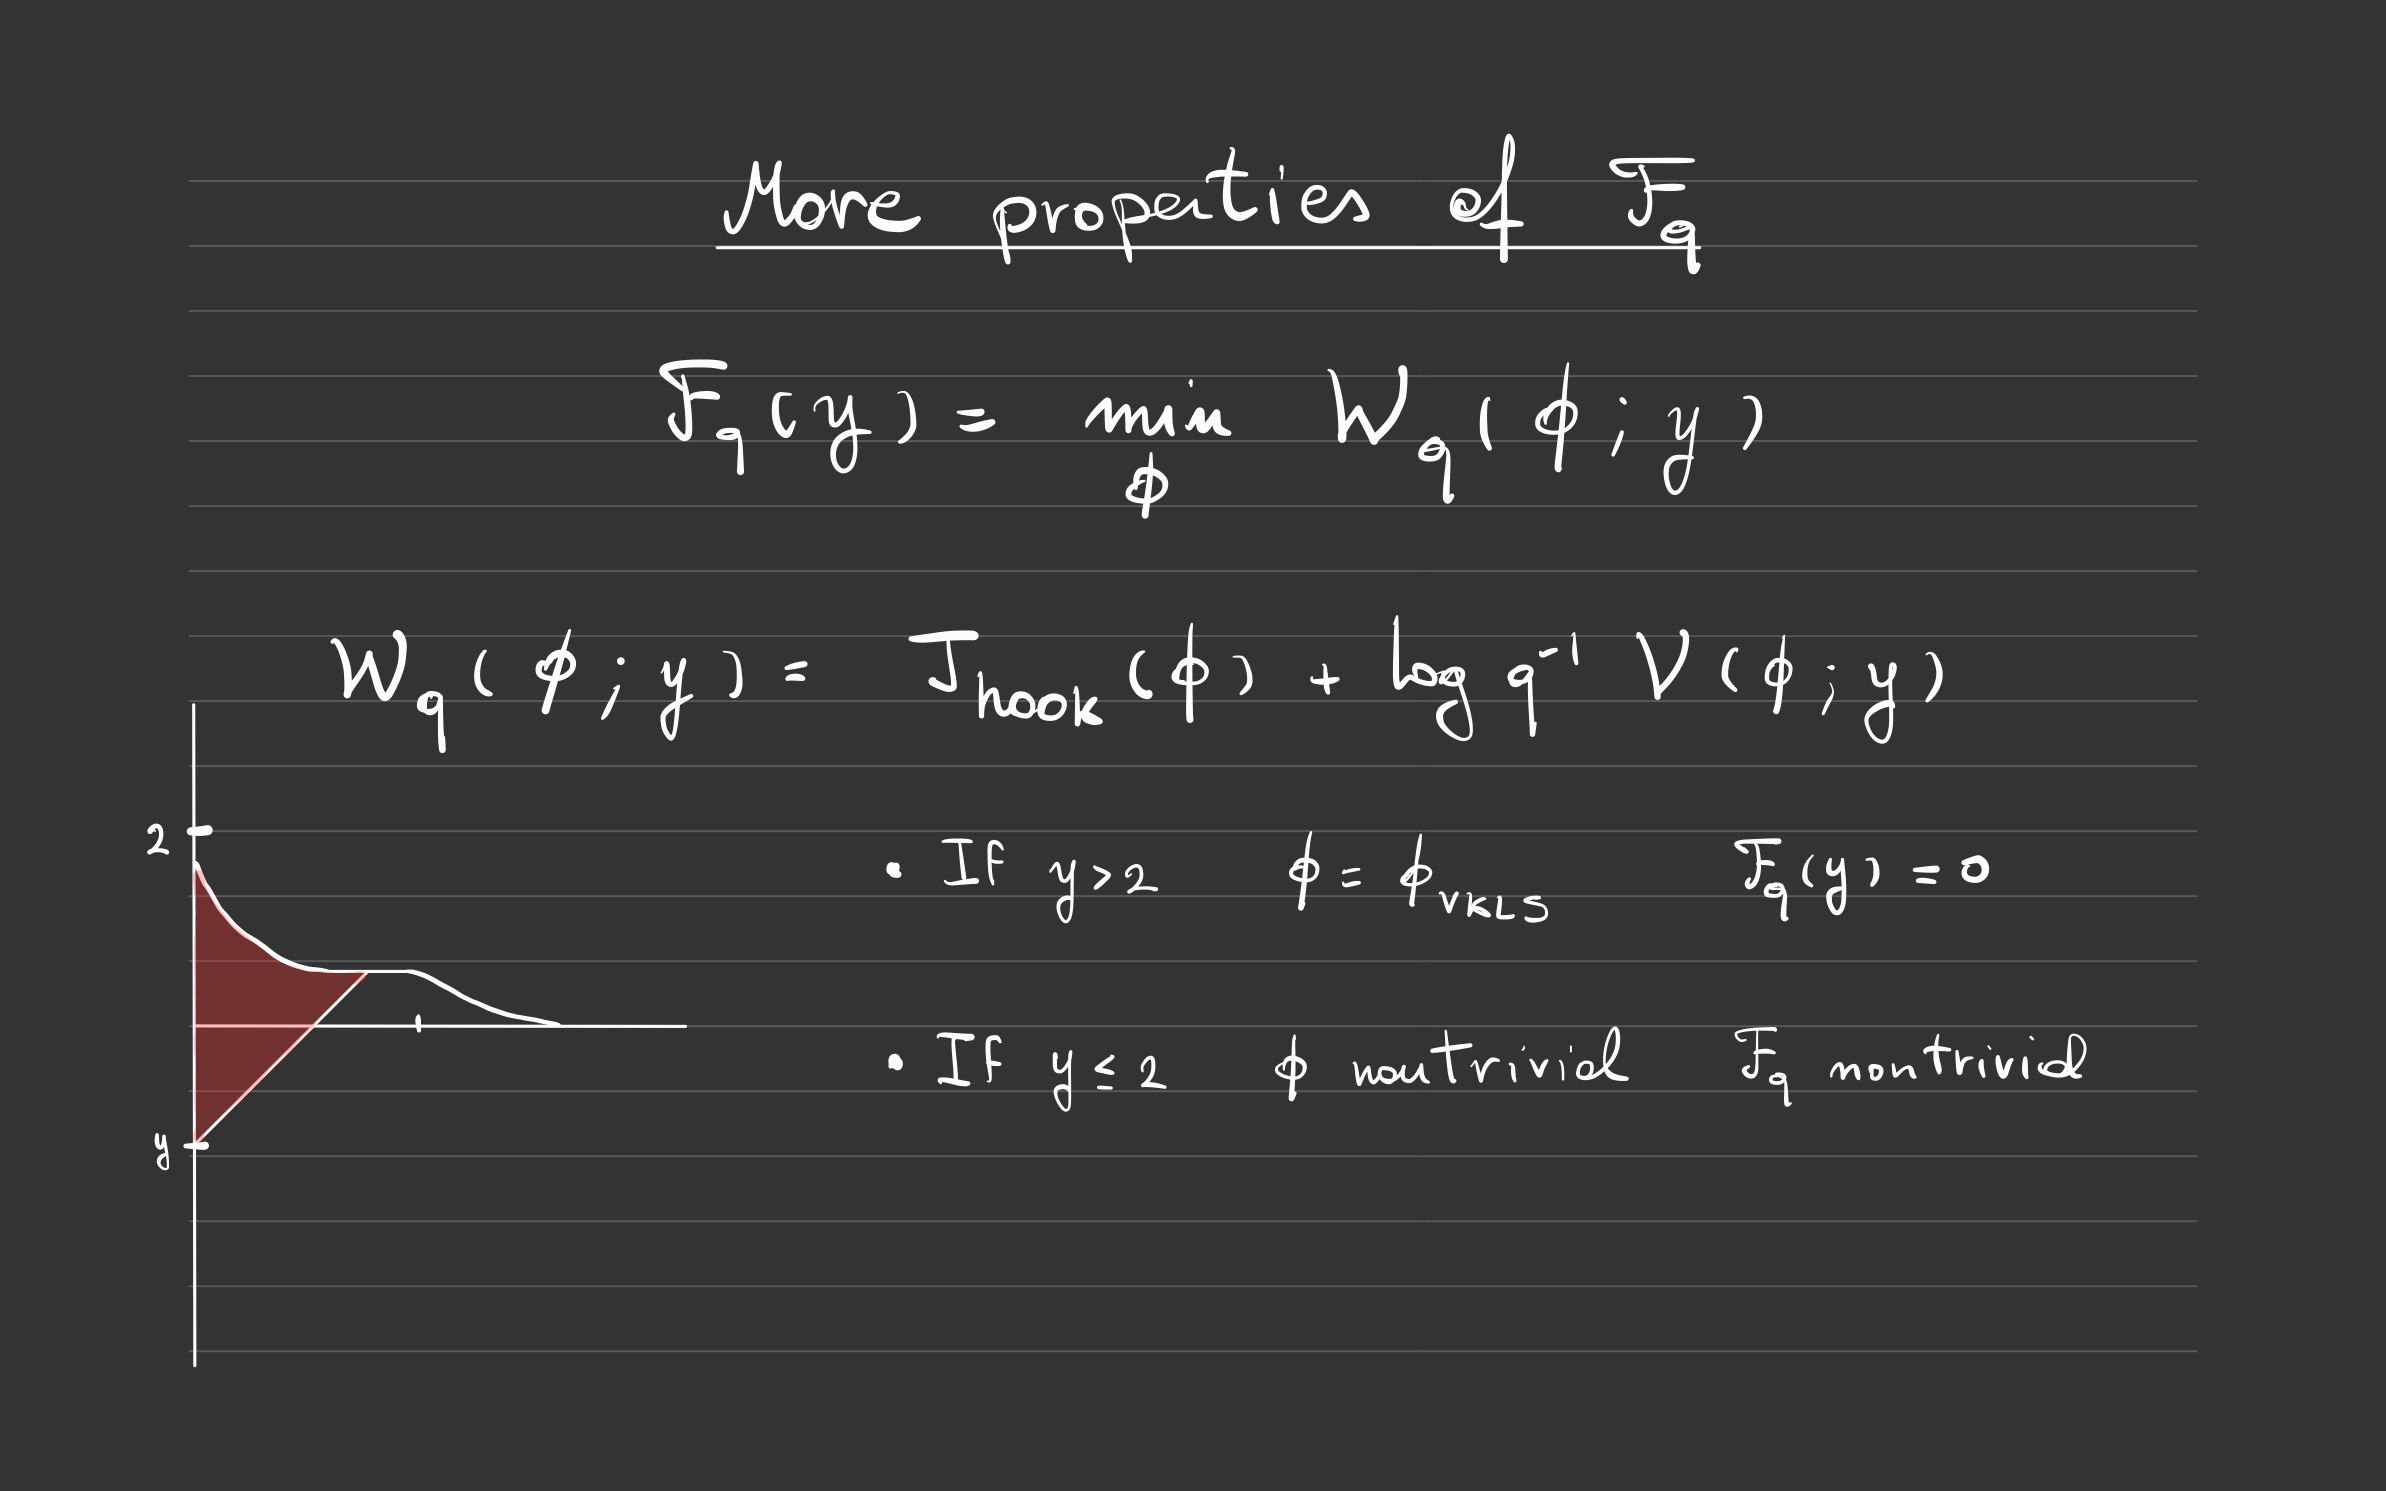 More properties of F_q
F_q(y) = min_ϕ W_q(ϕ; y)
W_q(ϕ; y) = J_hook(ϕ) + log q^-1 V(ϕ; y)
2
• If y>2 ϕ = ϕ_VKLS F_q(y) = 0
• If y ≤ 2 ϕ nontrivial F_q nontrivial
y